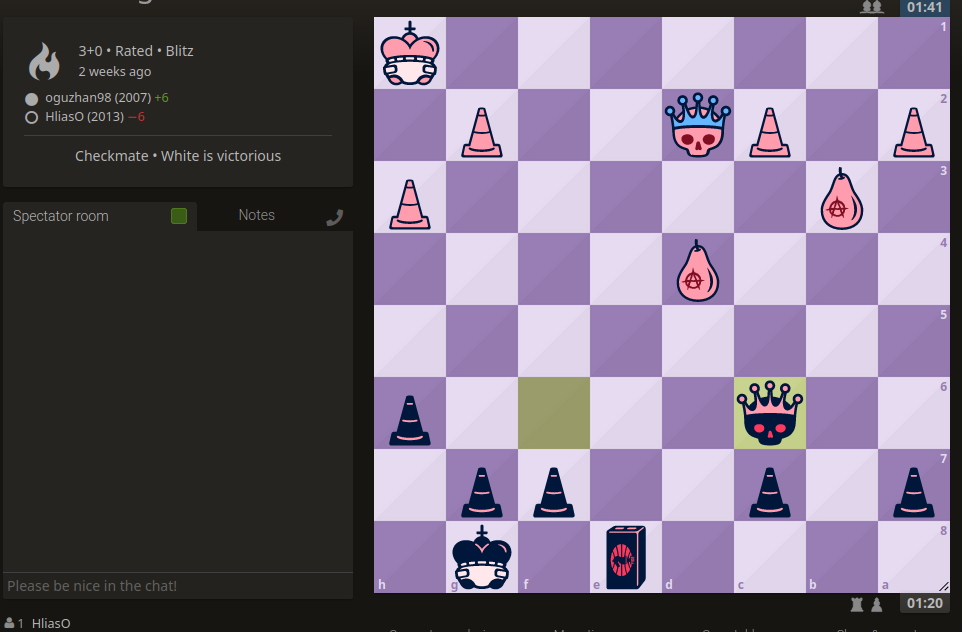 01:41
3+0 • Rated • Blitz
2 weeks ago
oguzhan98 (2007) +6
HliasO (2013) −6
Checkmate • White is victorious
Spectator room
Notes
1
2
3
4
5
6
7
8
h g f e d c b a
Please be nice in the chat!
01:20
1 HliasO